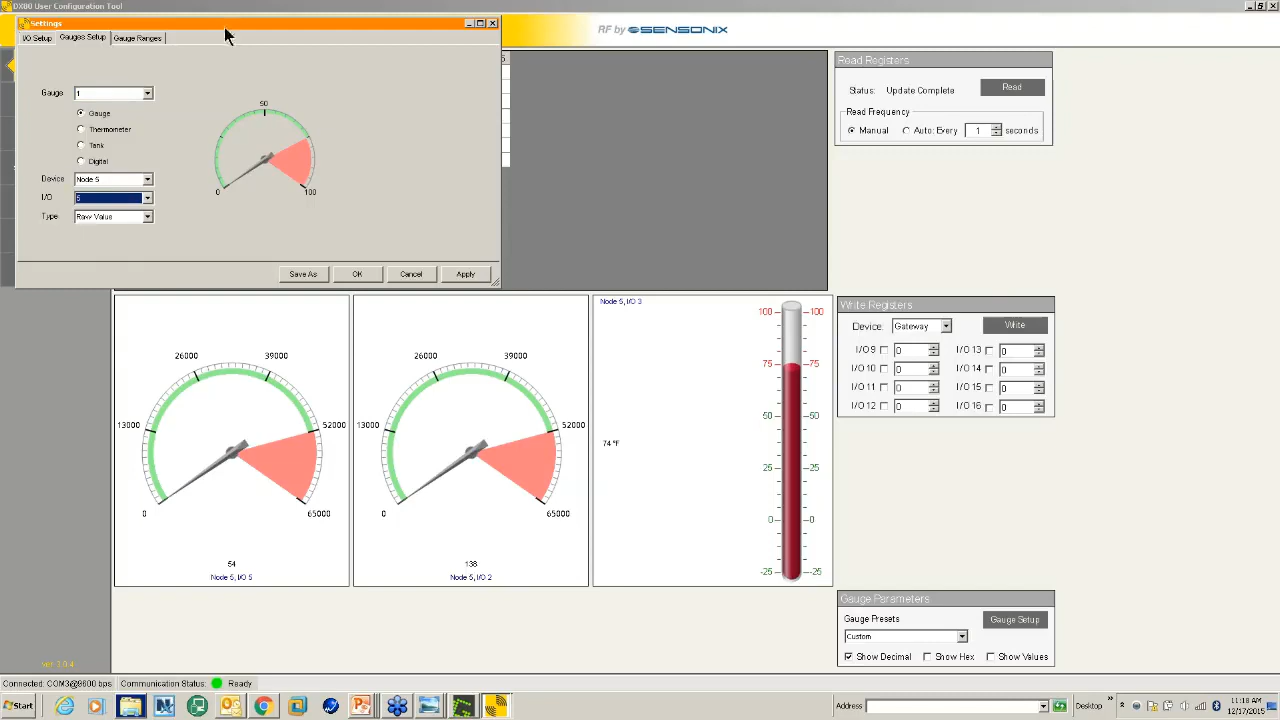 DX80 User Configuration Tool
Settings
I/O Setup
Gauges Setup
Gauge Ranges
Gauge
1
Gauge
Thermometer
Tank
Digital
Device
Node 5
I/O
5
Type
Raw Value
50
0
100
Save As
OK
Cancel
Apply
RF by SENSONIX
Read Registers
Status: Update Complete
Read
Read Frequency
Manual
Auto: Every
1
seconds
Write Registers
Device:
Gateway
Write
I/O 9
0
I/O 13
0
I/O 10
0
I/O 14
0
I/O 11
0
I/O 15
0
I/O 12
0
I/O 16
0
26000
39000
13000
52000
0
65000
54
Node 5, I/O 5
26000
39000
13000
52000
0
65000
138
Node 5, I/O 2
Node 5, I/O 3
100
100
75
75
50
50
25
25
0
0
-25
-25
74 °F
Gauge Parameters
Gauge Presets
Gauge Setup
Custom
Show Decimal
Show Hex
Show Values
ver: 3.0.4
Connected: COM3@9600 bps
Communication Status:
Ready
Start
Address
Desktop
11:18 AM
12/17/2015